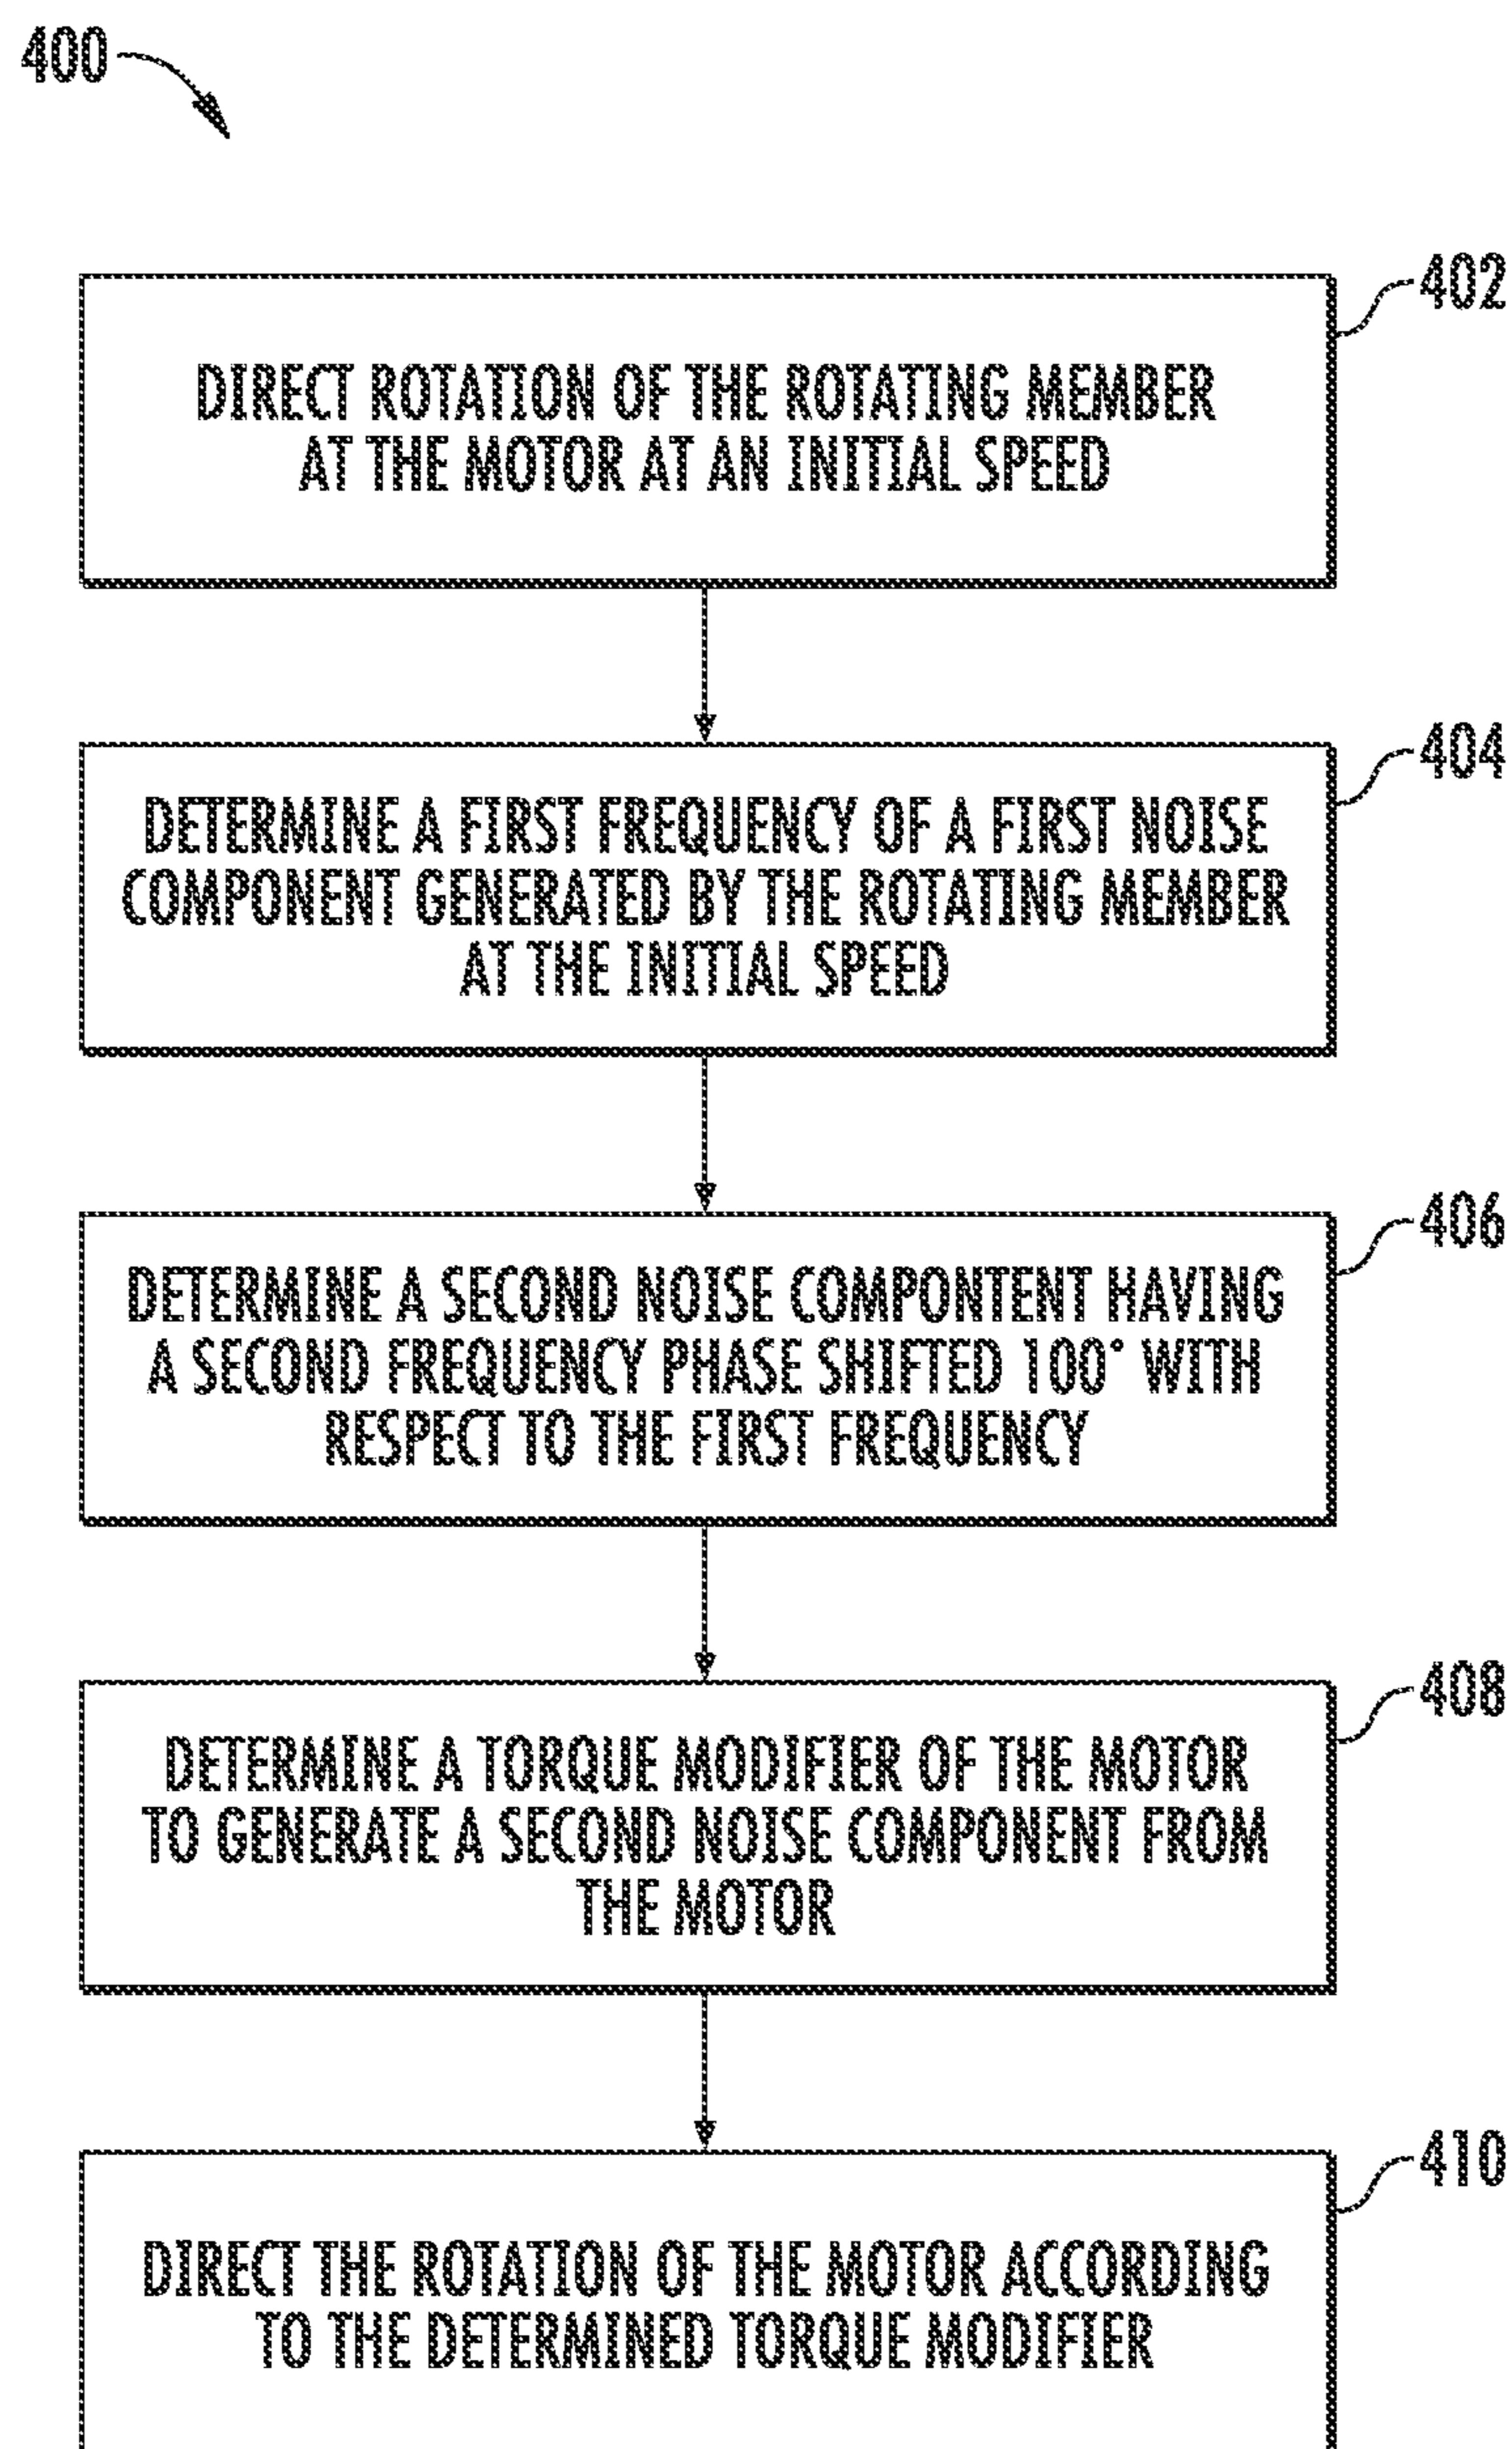 400
402
DIRECT ROTATION OF THE ROTATING MEMBER
AT THE MOTOR AT AN INITIAL SPEED
404
DETERMINE A FIRST FREQUENCY OF A FIRST NOISE
COMPONENT GENERATED BY THE ROTATING MEMBER
AT THE INITIAL SPEED
406
DETERMINE A SECOND NOISE COMPONTENT HAVING
A SECOND FREQUENCY PHASE SHIFTED 100° WITH
RESPECT TO THE FIRST FREQUENCY
408
DETERMINE A TORQUE MODIFIER OF THE MOTOR
TO GENERATE A SECOND NOISE COMPONENT FROM
THE MOTOR
410
DIRECT THE ROTATION OF THE MOTOR ACCORDING
TO THE DETERMINED TORQUE MODIFIER